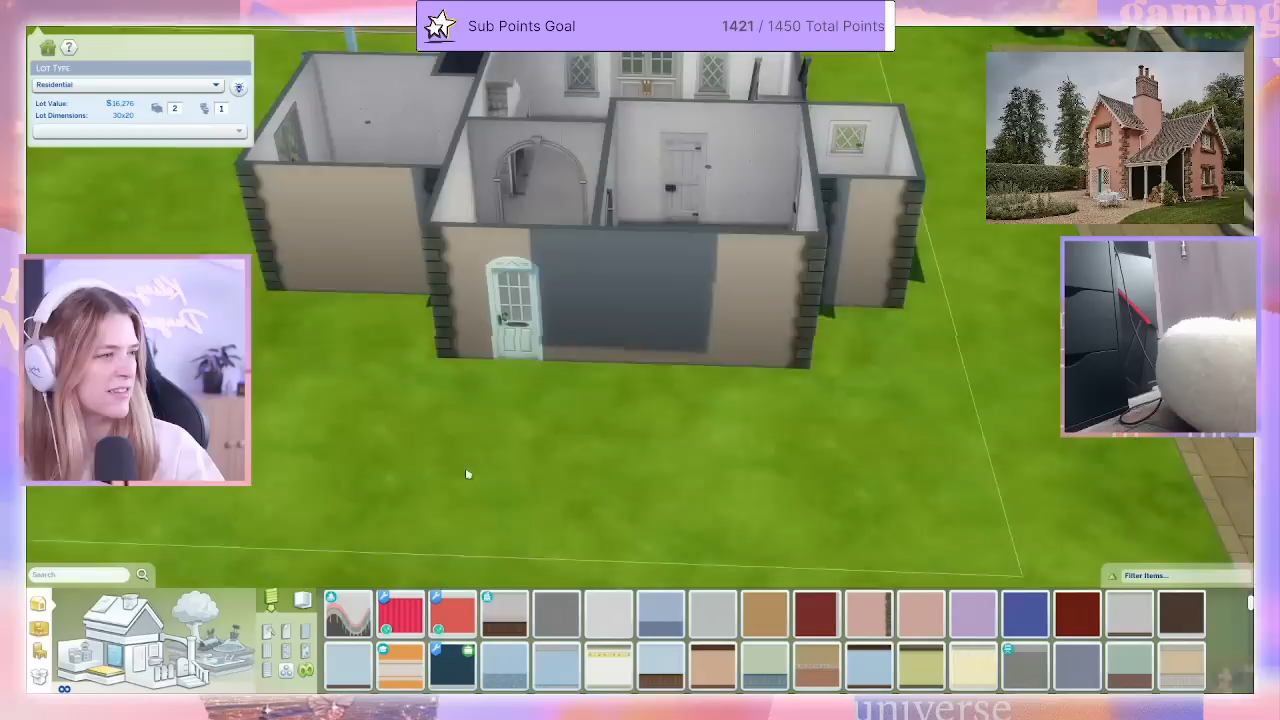 gaming
Sub Points Goal
1421 / 1450 Total Points
?
LOT TYPE
Residential
Lot Value:
§16,276
2
1
Lot Dimensions:
30x20
Search
Filter Items...
universe